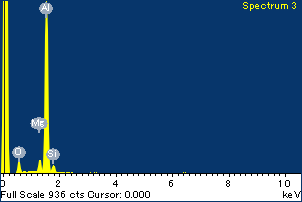 Spectrum 3
Al
Mg
O
Si
0 2 4 6 8 10
Full Scale 936 cts Cursor: 0.000 keV